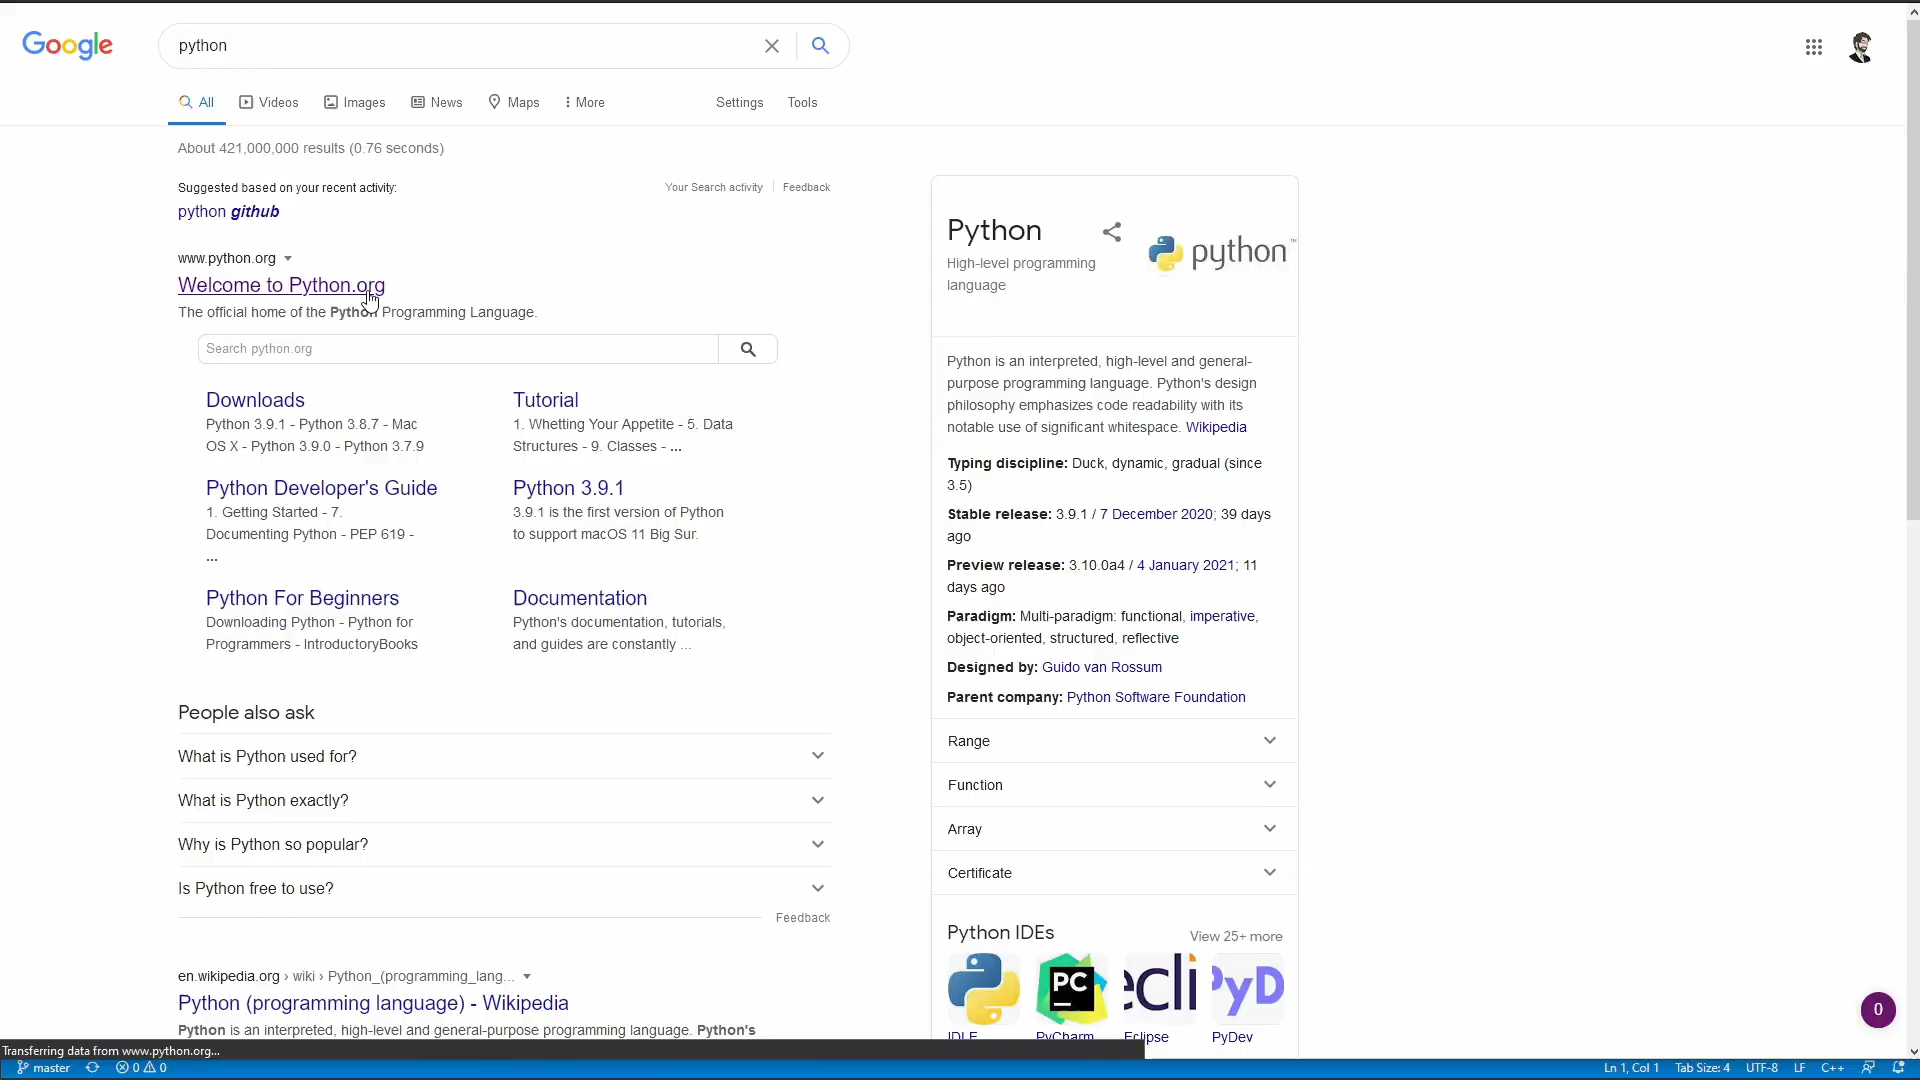 Google
python
All
Videos
Images
News
Maps
More
Settings
Tools
About 421,000,000 results (0.76 seconds)
Suggested based on your recent activity:
Your Search activity
Feedback
python github
www.python.org
Welcome to Python.org
The official home of the Python Programming Language.
Search python.org
Downloads
Python 3.9.1 - Python 3.8.7 - Mac
OS X - Python 3.9.0 - Python 3.7.9
Tutorial
1. Whetting Your Appetite - 5. Data
Structures - 9. Classes - ...
Python Developer's Guide
1. Getting Started - 7.
Documenting Python - PEP 619 -
...
Python 3.9.1
3.9.1 is the first version of Python
to support macOS 11 Big Sur.
Python For Beginners
Downloading Python - Python for
Programmers - IntroductoryBooks
Documentation
Python's documentation, tutorials,
and guides are constantly ...
People also ask
What is Python used for?
What is Python exactly?
Why is Python so popular?
Is Python free to use?
Feedback
en.wikipedia.org › wiki › Python_(programming_lang...
Python (programming language) - Wikipedia
Python is an interpreted, high-level and general-purpose programming language. Python's
Python
High-level programming
language
python™
Python is an interpreted, high-level and general-
purpose programming language. Python's design
philosophy emphasizes code readability with its
notable use of significant whitespace. Wikipedia
Typing discipline: Duck, dynamic, gradual (since
3.5)
Stable release: 3.9.1 / 7 December 2020; 39 days
ago
Preview release: 3.10.0a4 / 4 January 2021; 11
days ago
Paradigm: Multi-paradigm: functional, imperative,
object-oriented, structured, reflective
Designed by: Guido van Rossum
Parent company: Python Software Foundation
Range
Function
Array
Certificate
Python IDEs
View 25+ more
PC
ecli
PyD
IDLE
PyCharm
Eclipse
PyDev
0
Transferring data from www.python.org...
master
0
0
Ln 1, Col 1
Tab Size: 4
UTF-8
LF
C++